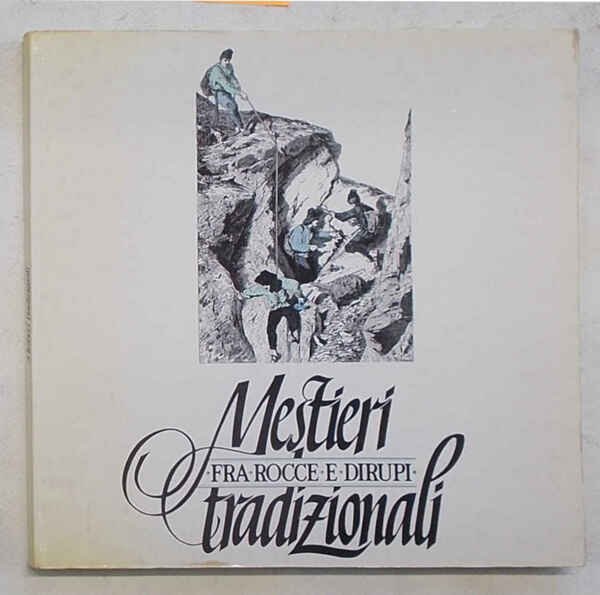 Mestieri
·FRA·ROCCE·E·DIRUPI·
tradizionali